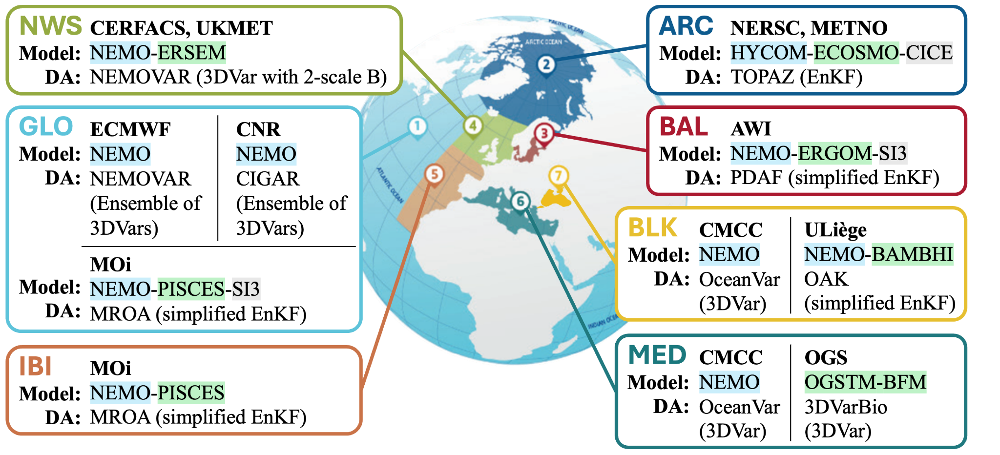 NWS CERFACS, UKMET
Model: NEMO-ERSEM
DA: NEMOVAR (3DVar with 2-scale B)
GLO ECMWF CNR
Model: NEMO NEMO
DA: NEMOVAR CIGAR
(Ensemble of (Ensemble of
3DVars) 3DVars)
MOi
Model: NEMO-PISCES-SI3
DA: MROA (simplified EnKF)
IBI MOi
Model: NEMO-PISCES
DA: MROA (simplified EnKF)
PACIFIC OCEAN
ARCTIC OCEAN
2
1
4
3
5
7
6
ATLANTIC OCEAN
INDIAN OCEA
ARC NERSC, METNO
Model: HYCOM-ECOSMO-CICE
DA: TOPAZ (EnKF)
BAL AWI
Model: NEMO-ERGOM-SI3
DA: PDAF (simplified EnKF)
BLK CMCC ULiège
Model: NEMO NEMO-BAMBHI
DA: OceanVar OAK
(3DVar) (simplified EnKF)
MED CMCC OGS
Model: NEMO OGSTM-BFM
DA: OceanVar 3DVarBio
(3DVar) (3DVar)